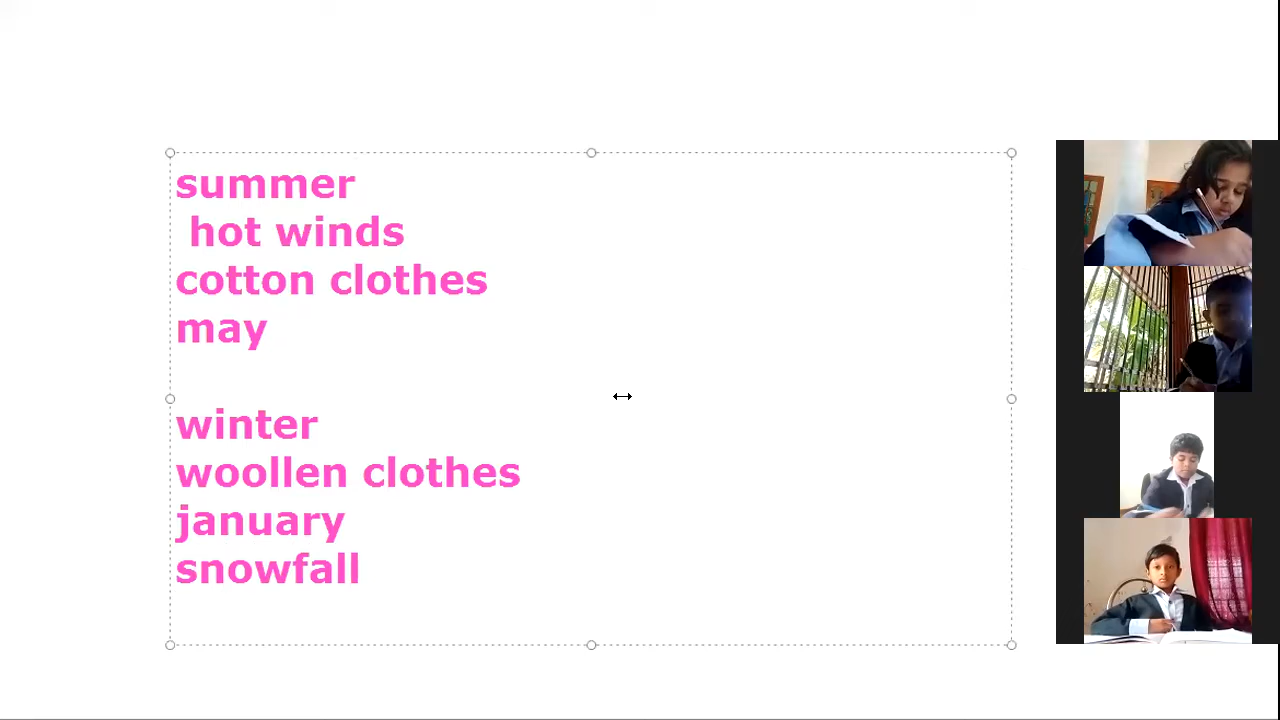 summer
hot winds
cotton clothes
may
winter
woollen clothes
january
snowfall